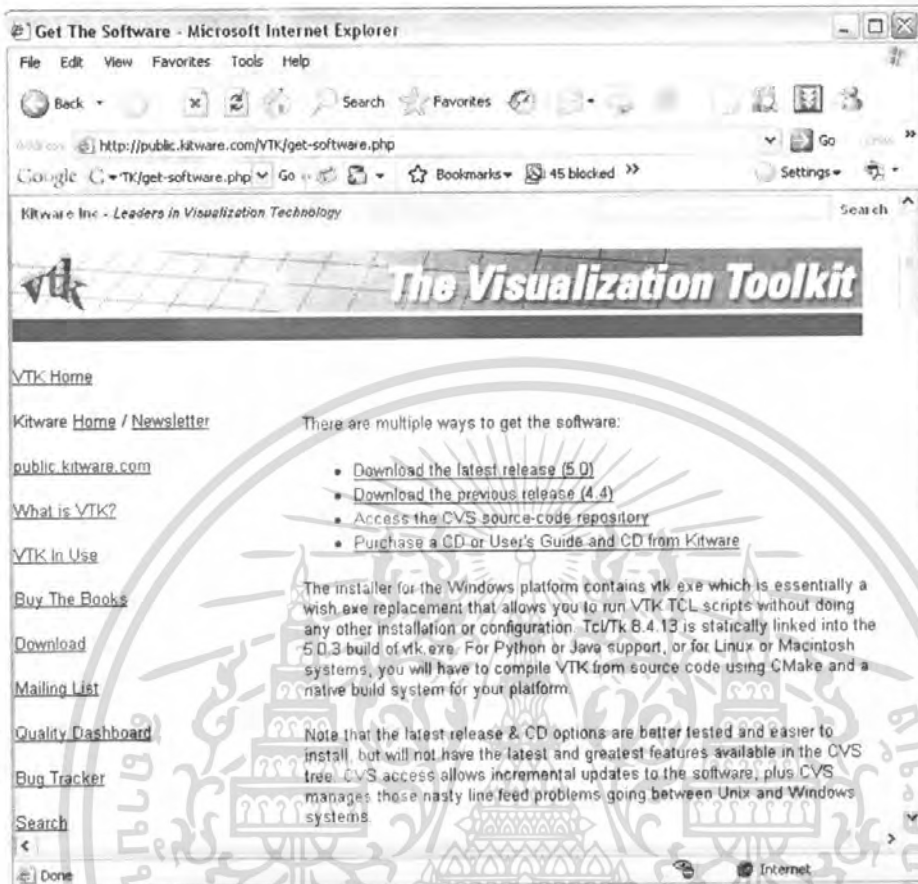 Get The Software - Microsoft Internet Explorer
File Edit View Favorites Tools Help
Back Search Favorites
http://public.kitware.com/VTK/get-software.php Go
Google TK/get-software.php Go Bookmarks 45 blocked Settings
Kitware Inc - Leaders in Visualization Technology Search
vtk The Visualization Toolkit
VTK Home
Kitware Home / Newsletter
public.kitware.com
What is VTK?
VTK In Use
Buy The Books
Download
Mailing List
Quality Dashboard
Bug Tracker
Search
There are multiple ways to get the software:
• Download the latest release (5.0)
• Download the previous release (4.4)
• Access the CVS source-code repository
• Purchase a CD or User's Guide and CD from Kitware
The installer for the Windows platform contains vtk.exe which is essentially a
wish.exe replacement that allows you to run VTK TCL scripts without doing
any other installation or configuration. Tcl/Tk 8.4.13 is statically linked into the
5.0.3 build of vtk.exe. For Python or Java support, or for Linux or Macintosh
systems, you will have to compile VTK from source code using CMake and a
native build system for your platform.
Note that the latest release & CD options are better tested and easier to
install, but will not have the latest and greatest features available in the CVS
tree. CVS access allows incremental updates to the software, plus CVS
manages those nasty line feed problems going between Unix and Windows
systems.
Done Internet